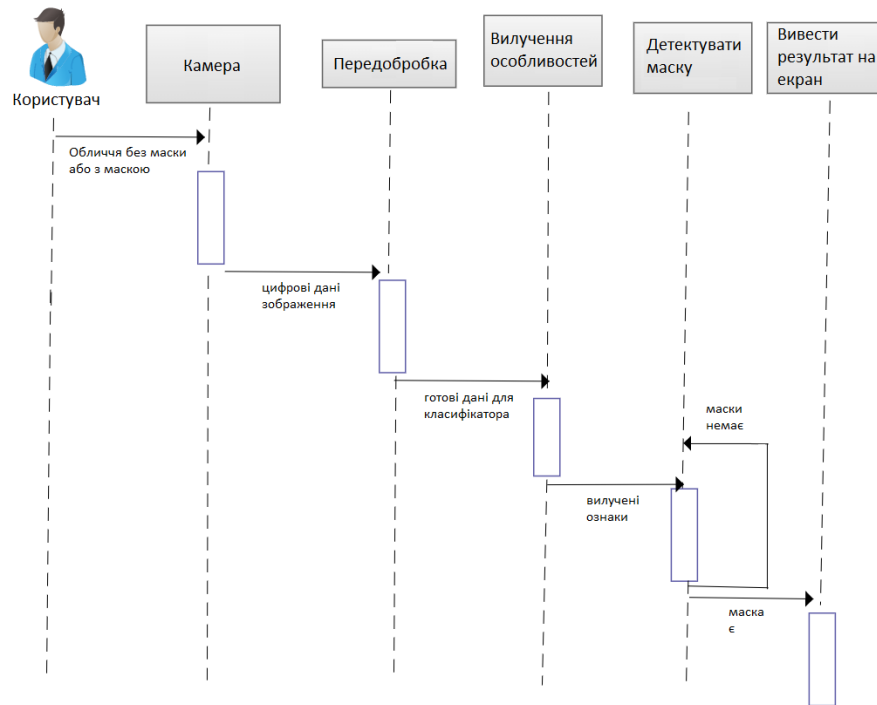 Користувач
Камера
Передобробка
Вилучення
особливостей
Детектувати
маску
Вивести
результат на
екран
Обличчя без маски
або з маскою
цифрові дані
зображення
готові дані для
класифікатора
маски
немає
вилучені
ознаки
маска
є